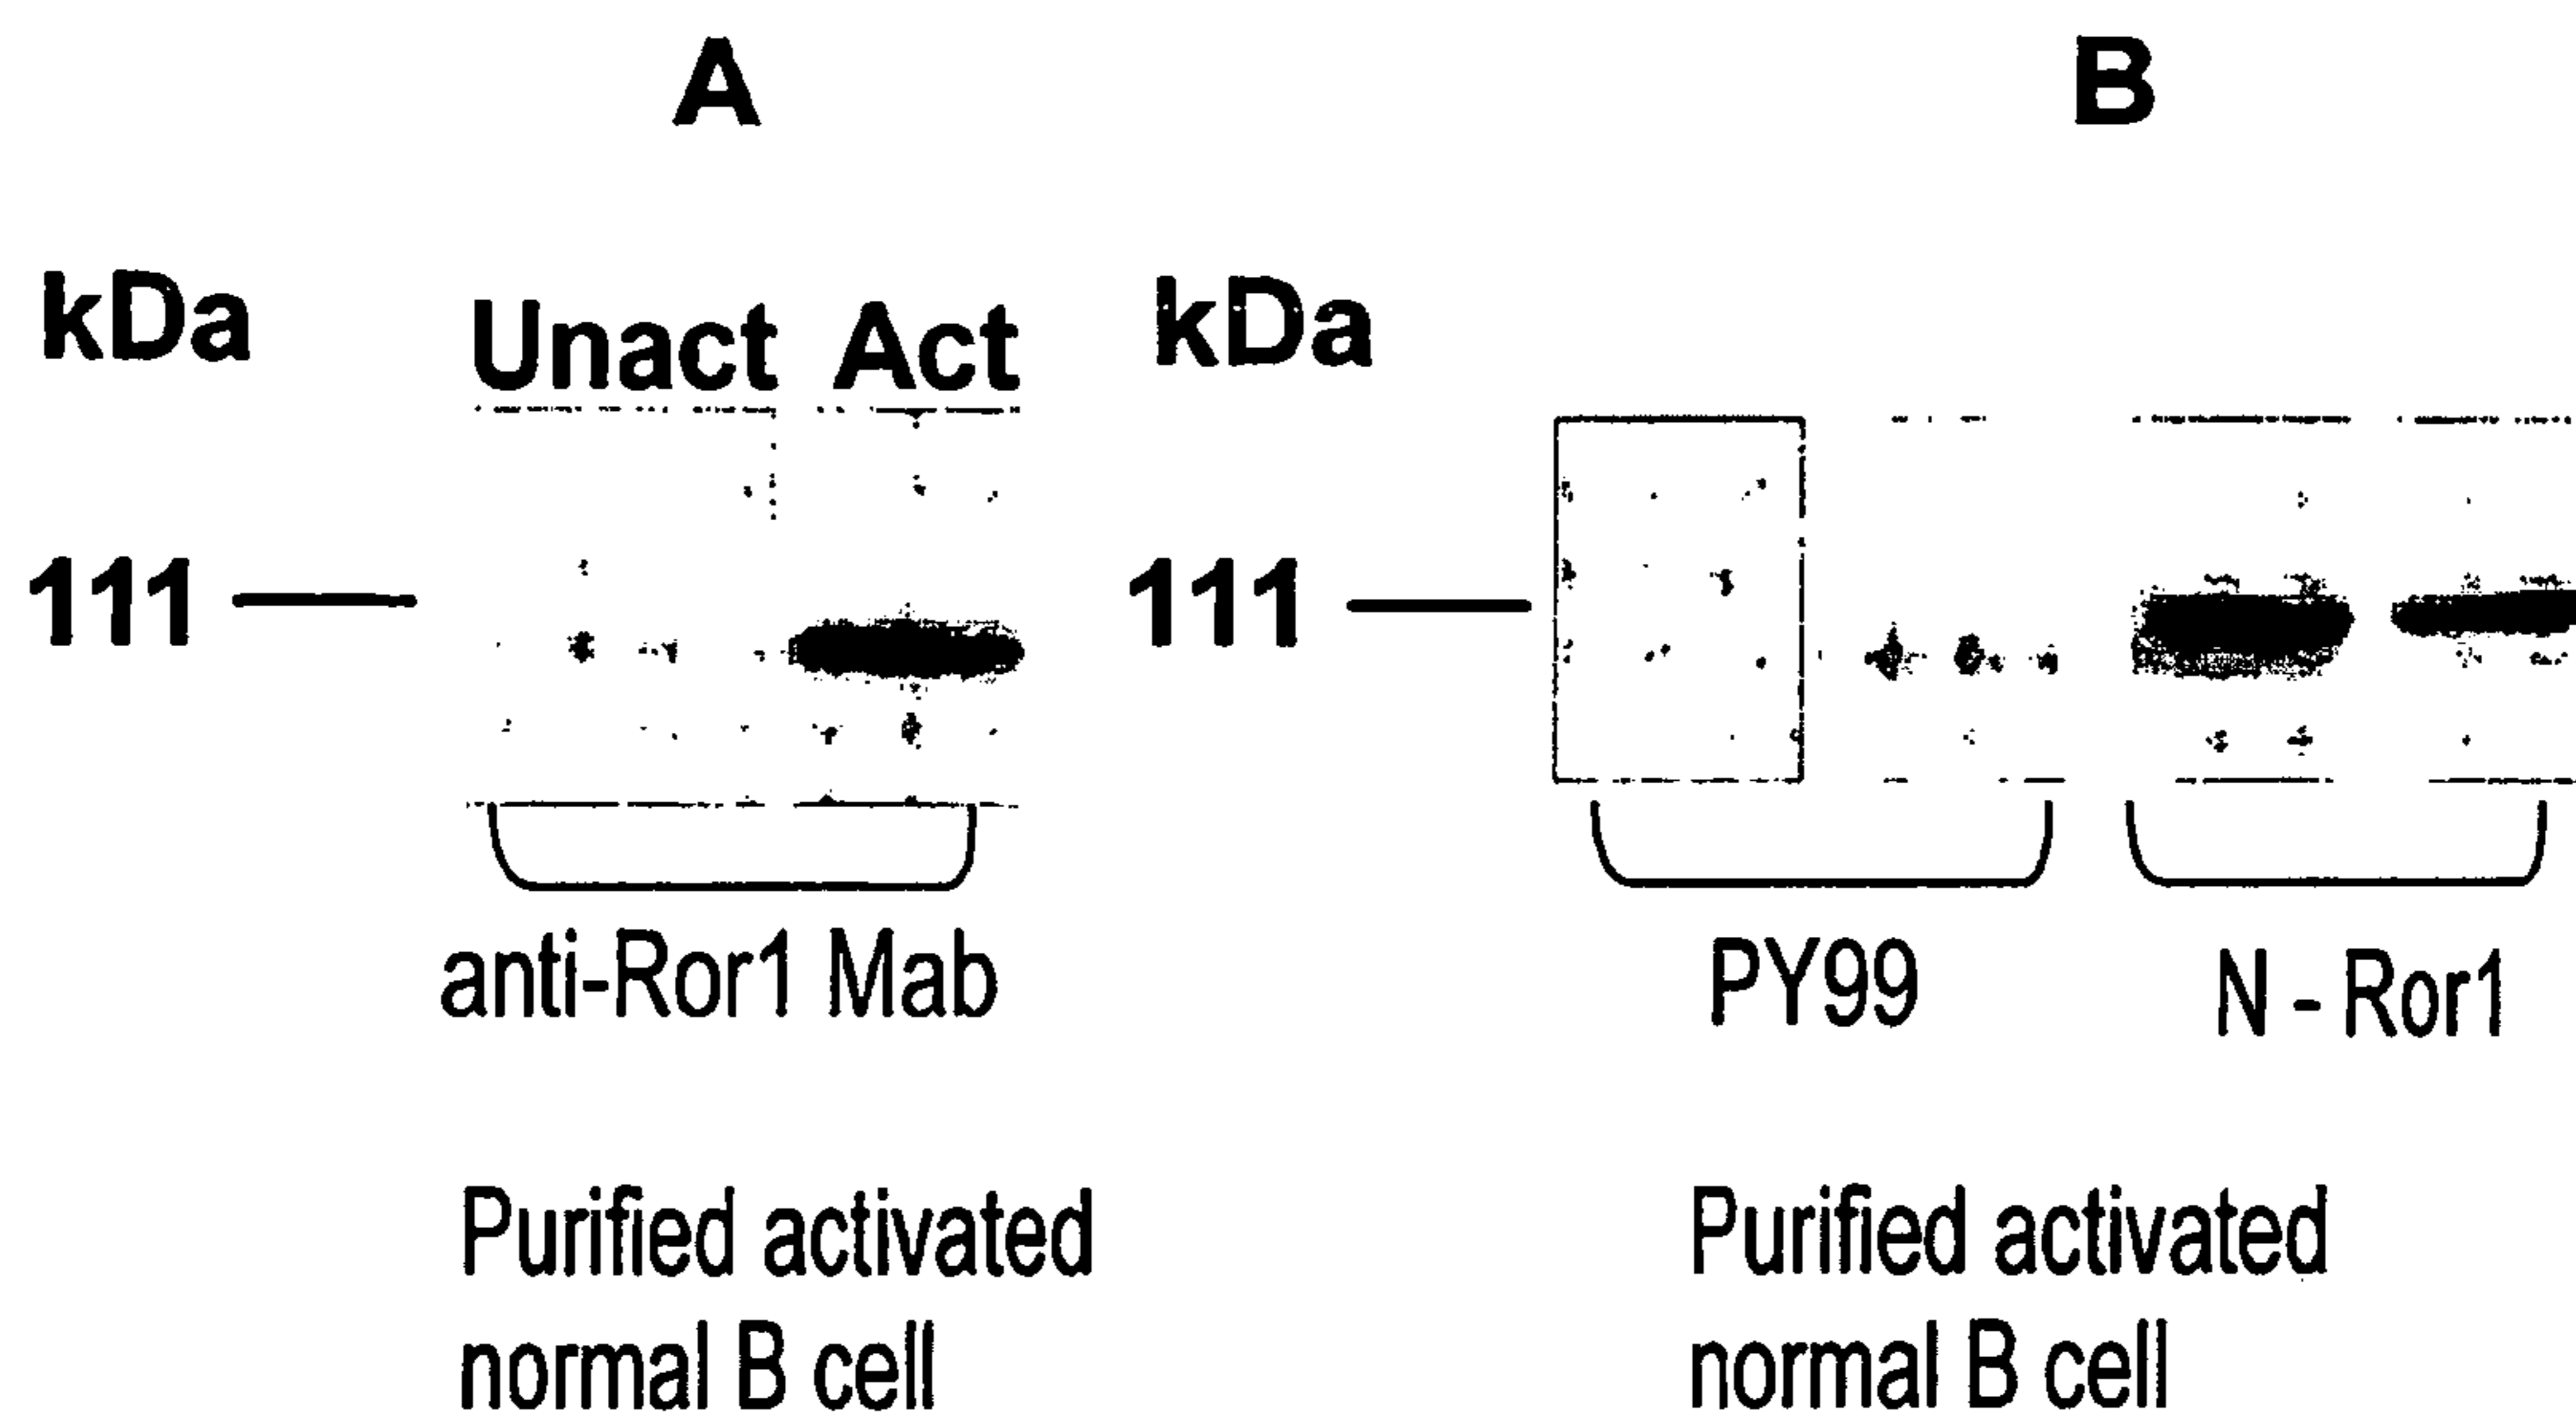 A
B
kDa
Unact Act
kDa
111
111
anti-Ror1 Mab
PY99
N - Ror1
Purified activated
normal B cell
Purified activated
normal B cell